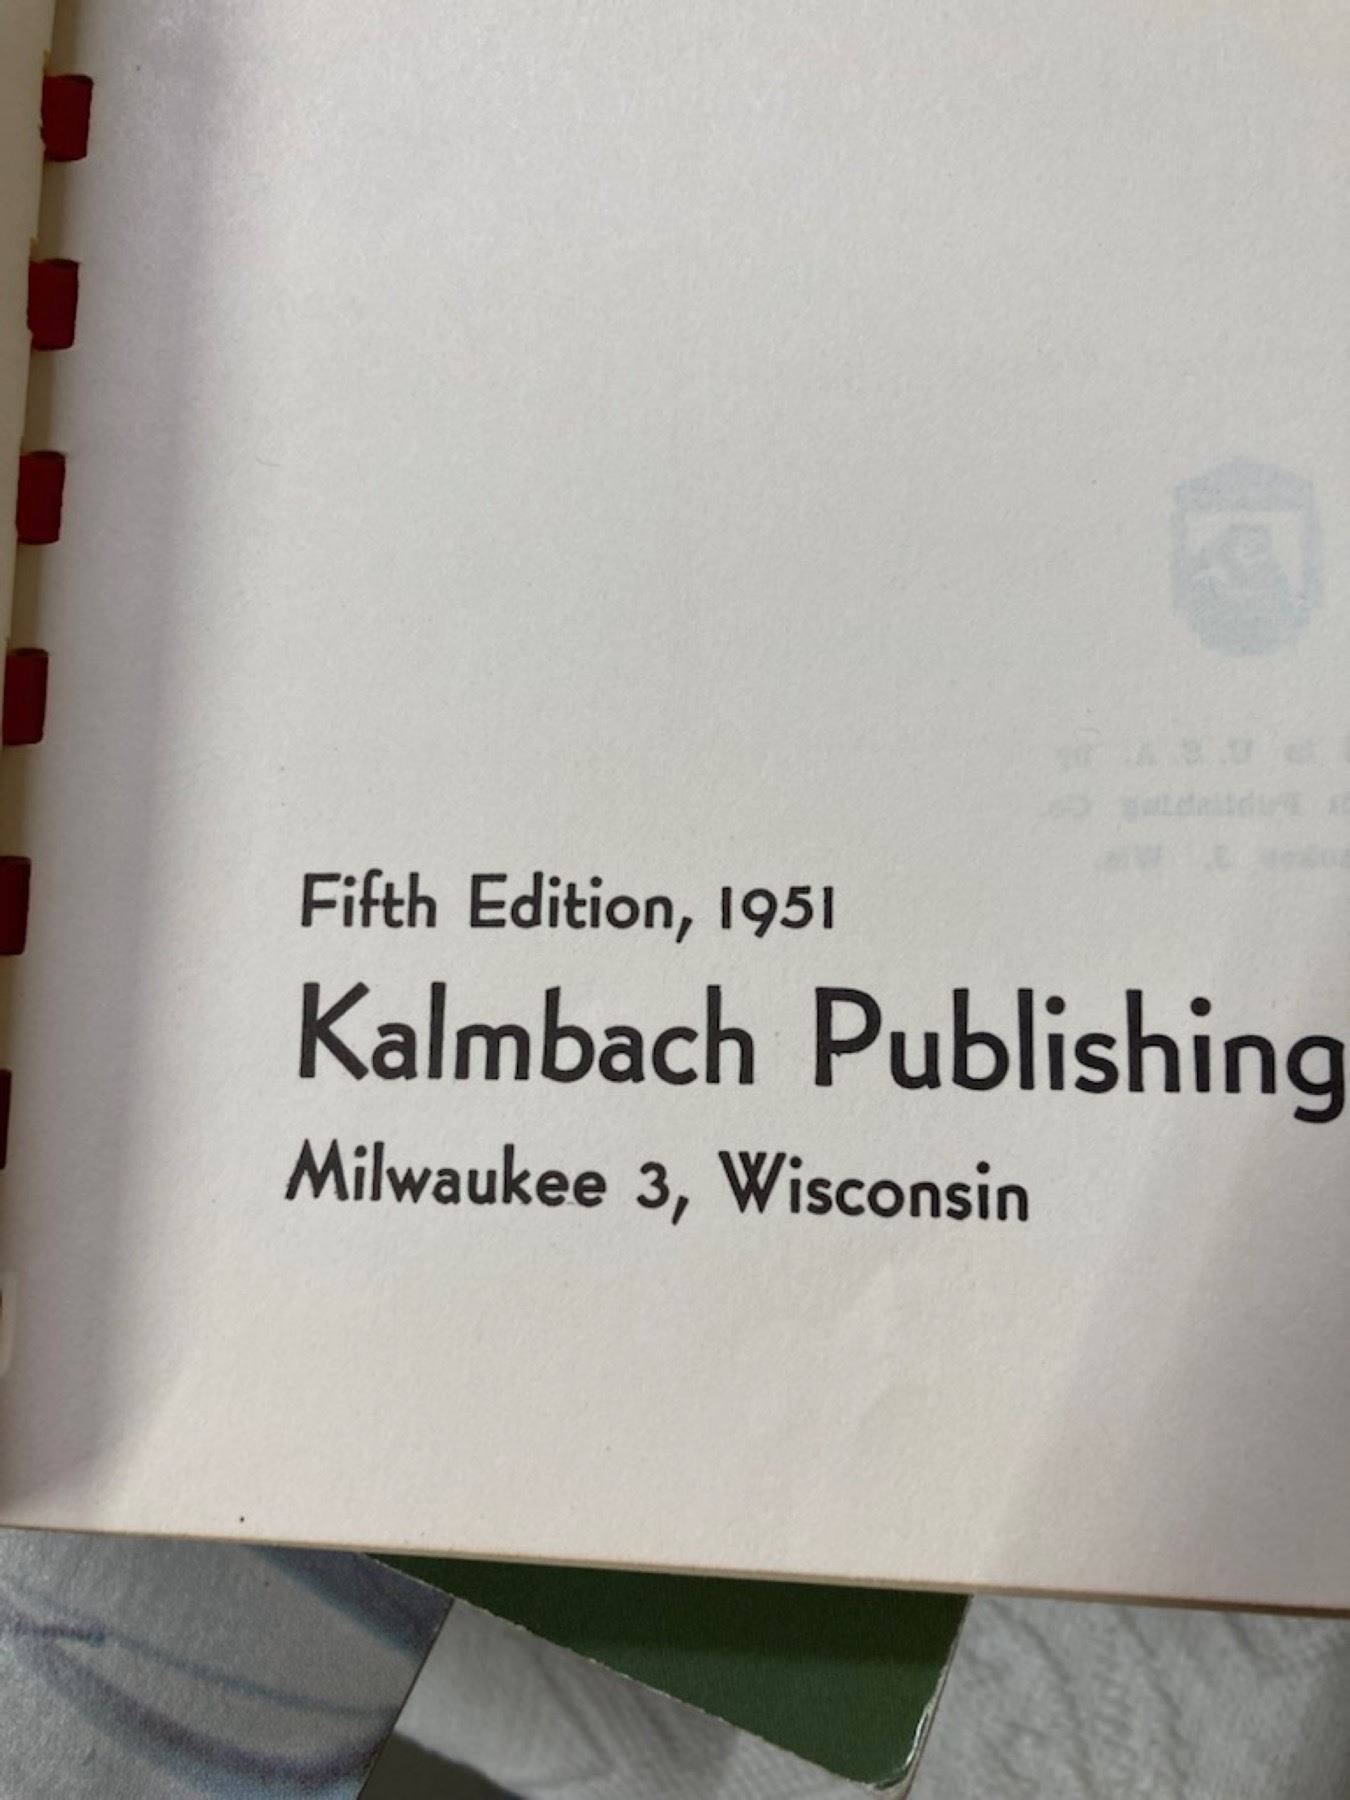 Fifth Edition, 1951
Kalmbach Publishing
Milwaukee 3, Wisconsin